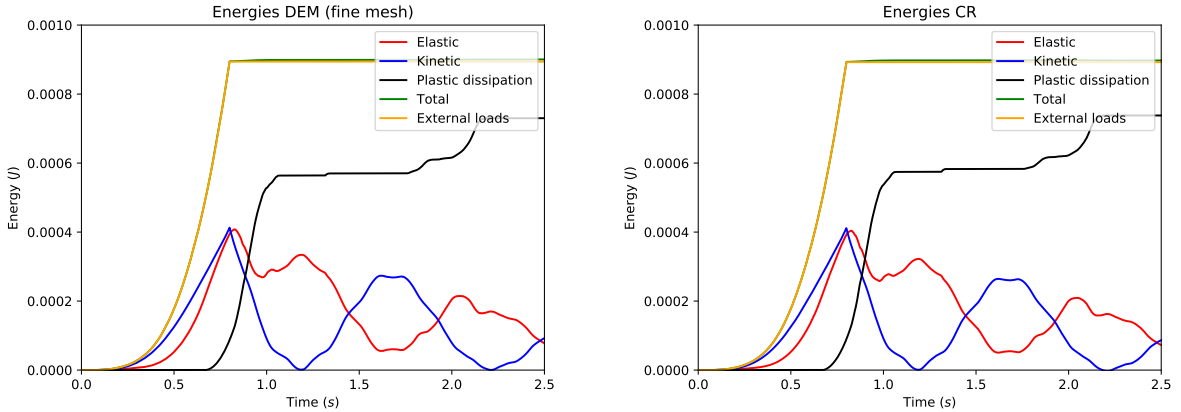 Energies DEM (fine mesh)
Energy (J)
0.0010
0.0008
0.0006
0.0004
0.0002
0.0000
0.0
0.5
1.0
1.5
2.0
2.5
Time (s)
Elastic
Kinetic
Plastic dissipation
Total
External loads
Energies CR
Energy (J)
0.0010
0.0008
0.0006
0.0004
0.0002
0.0000
0.0
0.5
1.0
1.5
2.0
2.5
Time (s)
Elastic
Kinetic
Plastic dissipation
Total
External loads